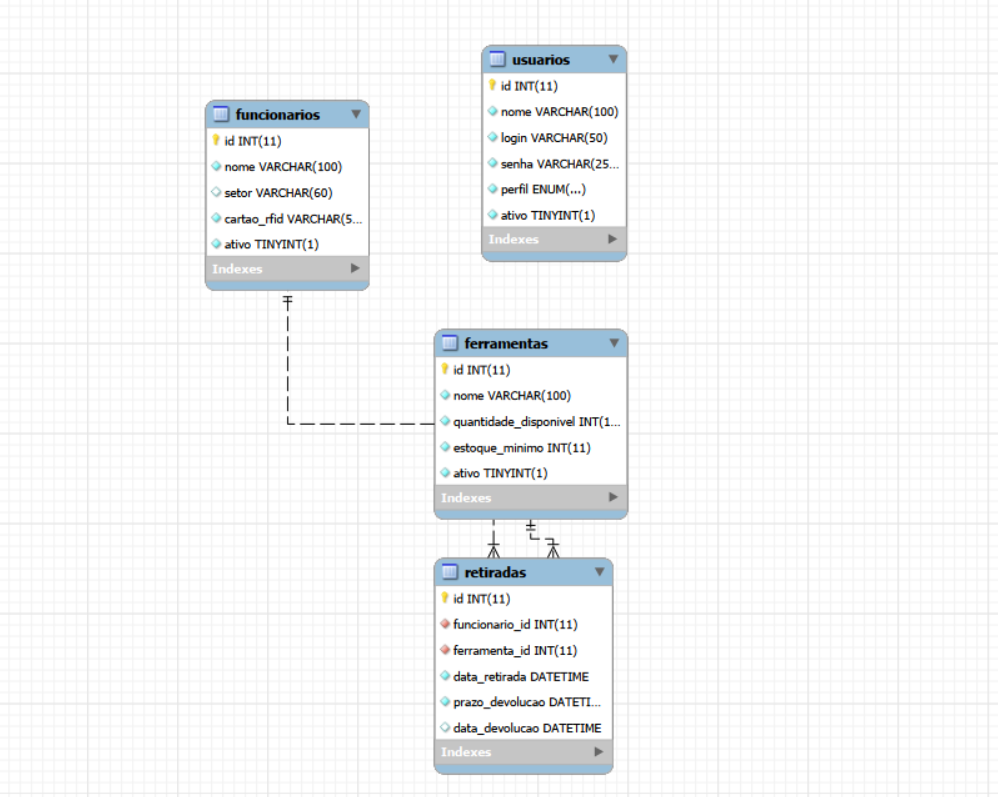 usuarios
id INT(11)
nome VARCHAR(100)
login VARCHAR(50)
senha VARCHAR(25...
perfil ENUM(...)
ativo TINYINT(1)
Indexes
funcionarios
id INT(11)
nome VARCHAR(100)
setor VARCHAR(60)
cartao_rfid VARCHAR(5...
ativo TINYINT(1)
Indexes
ferramentas
id INT(11)
nome VARCHAR(100)
quantidade_disponivel INT(1...
estoque_minimo INT(11)
ativo TINYINT(1)
Indexes
retiradas
id INT(11)
funcionario_id INT(11)
ferramenta_id INT(11)
data_retirada DATETIME
prazo_devolucao DATETI...
data_devolucao DATETIME
Indexes